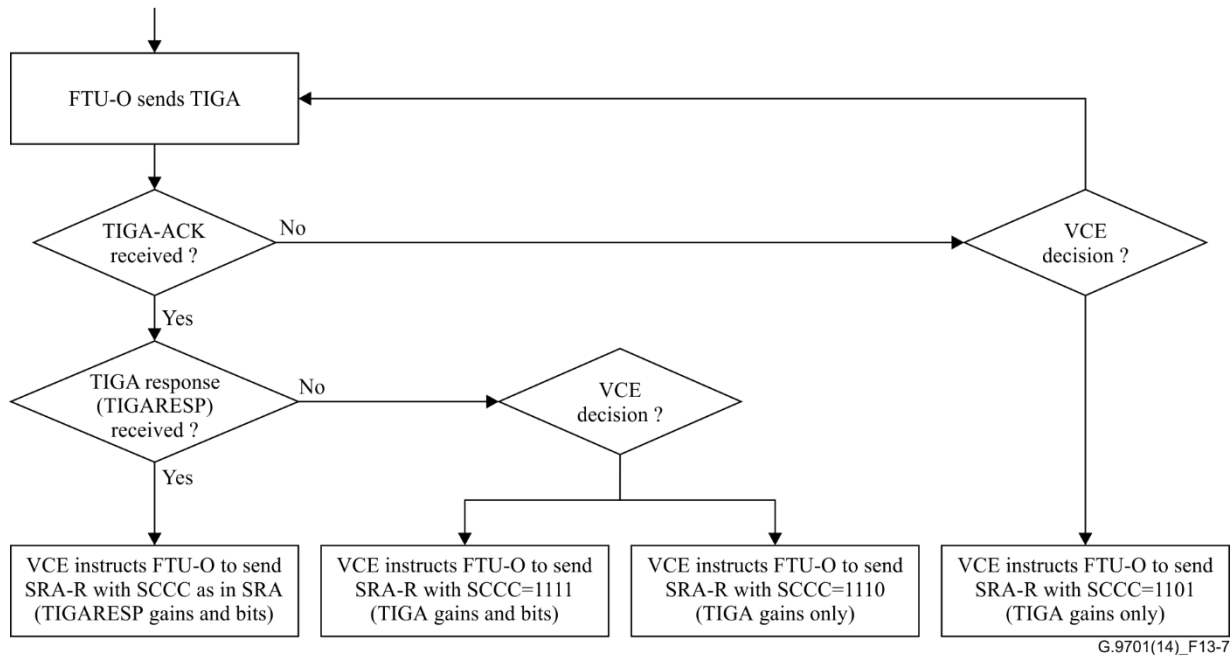 FTU-O sends TIGA
TIGA-ACK
received ?
No
VCE
decision ?
Yes
TIGA response
(TIGARESP)
received ?
No
VCE
decision ?
Yes
VCE instructs FTU-O to send
SRA-R with SCCC as in SRA
(TIGARESP gains and bits)
VCE instructs FTU-O to send
SRA-R with SCCC=1111
(TIGA gains and bits)
VCE instructs FTU-O to send
SRA-R with SCCC=1110
(TIGA gains only)
VCE instructs FTU-O to send
SRA-R with SCCC=1101
(TIGA gains only)
G.9701(14)_F13-7